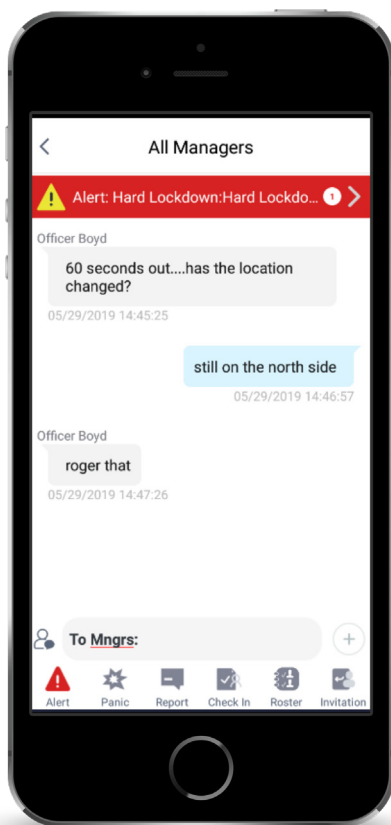 All Managers
Alert: Hard Lockdown:Hard Lockdo... 1
Officer Boyd
60 seconds out....has the location
changed?
05/29/2019 14:45:25
still on the north side
05/29/2019 14:46:57
Officer Boyd
roger that
05/29/2019 14:47:26
To Mngrs:
Alert Panic Report Check In Roster Invitation